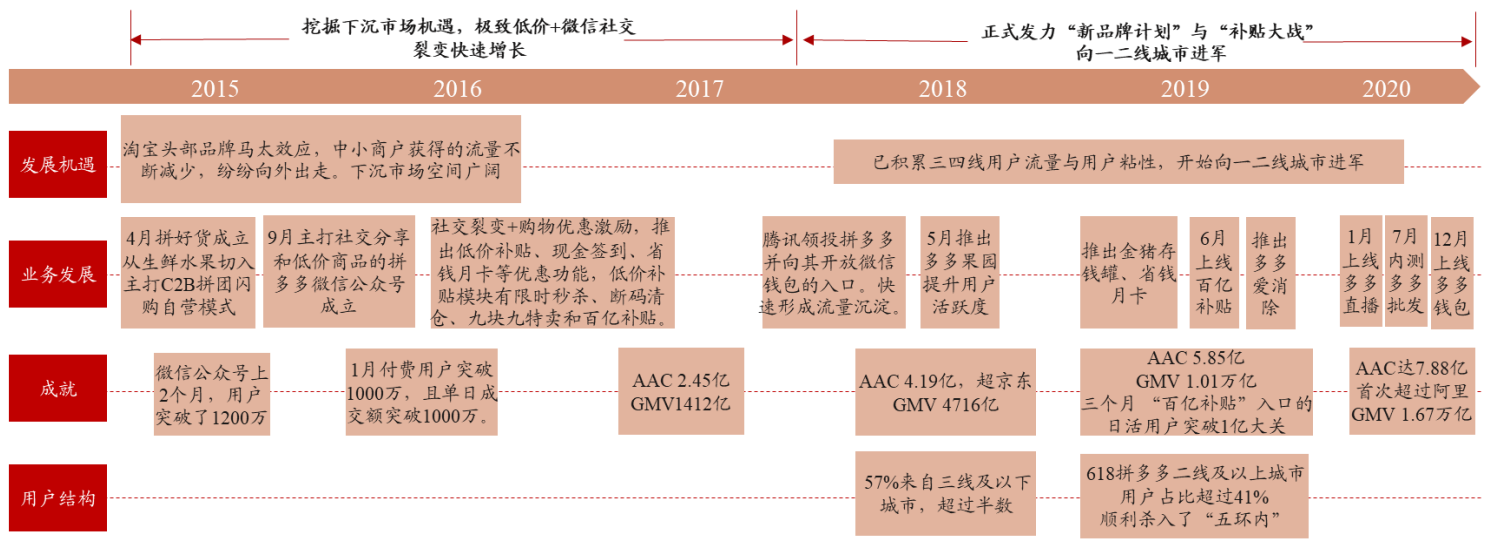 挖掘下沉市场机遇，极致低价+微信社交
裂变快速增长
正式发力“新品牌计划”与“补贴大战”
向一二线城市进军
2015
2016
2017
2018
2019
2020
发展机遇
淘宝头部品牌马太效应，中小商户获得的流量不
断减少，纷纷向外出走。下沉市场空间广阔
已积累三四线用户流量与用户粘性，开始向一二线城市进军
业务发展
4月拼好货成立
从生鲜水果切入
主打C2B拼团闪
购自营模式
9月主打社交分享
和低价商品的拼
多多微信公众号
成立
社交裂变+购物优惠激励，推
出低价补贴、现金签到、省
钱月卡等优惠功能，低价补
贴模块有限时秒杀、断码清
仓、九块九特卖和百亿补贴。
腾讯领投拼多多
并向其开放微信
钱包的入口。快
速形成流量沉淀。
5月推出
多多果园
提升用户
活跃度
推出金猪存
钱罐、省钱
月卡
6月
上线
百亿
补贴
推出
多多
爱消
除
1月
上线
多多
直播
7月
内测
多多
批发
12月
上线
多多
钱包
成就
微信公众号上
2个月，用户
突破了1200万
1月付费用户突破
1000万，且单日成
交额突破1000万。
AAC 2.45亿
GMV1412亿
AAC 4.19亿，超京东
GMV 4716亿
AAC 5.85亿
GMV 1.01万亿
三个月 “百亿补贴”入口的
日活用户突破1亿大关
AAC达7.88亿
首次超过阿里
GMV 1.67万亿
用户结构
57%来自三线及以下
城市，超过半数
618拼多多二线及以上城市
用户占比超过41%
顺利杀入了“五环内”